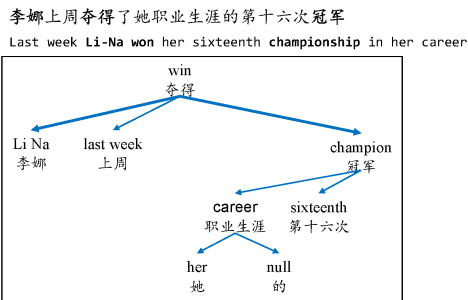 李娜上周夺得了她职业生涯的第十六次冠军
Last week Li-Na won her sixteenth championship in her career
win
夺得
Li Na last week champion
李娜 上周 冠军
career sixteenth
职业生涯 第十六次
her null
她 的